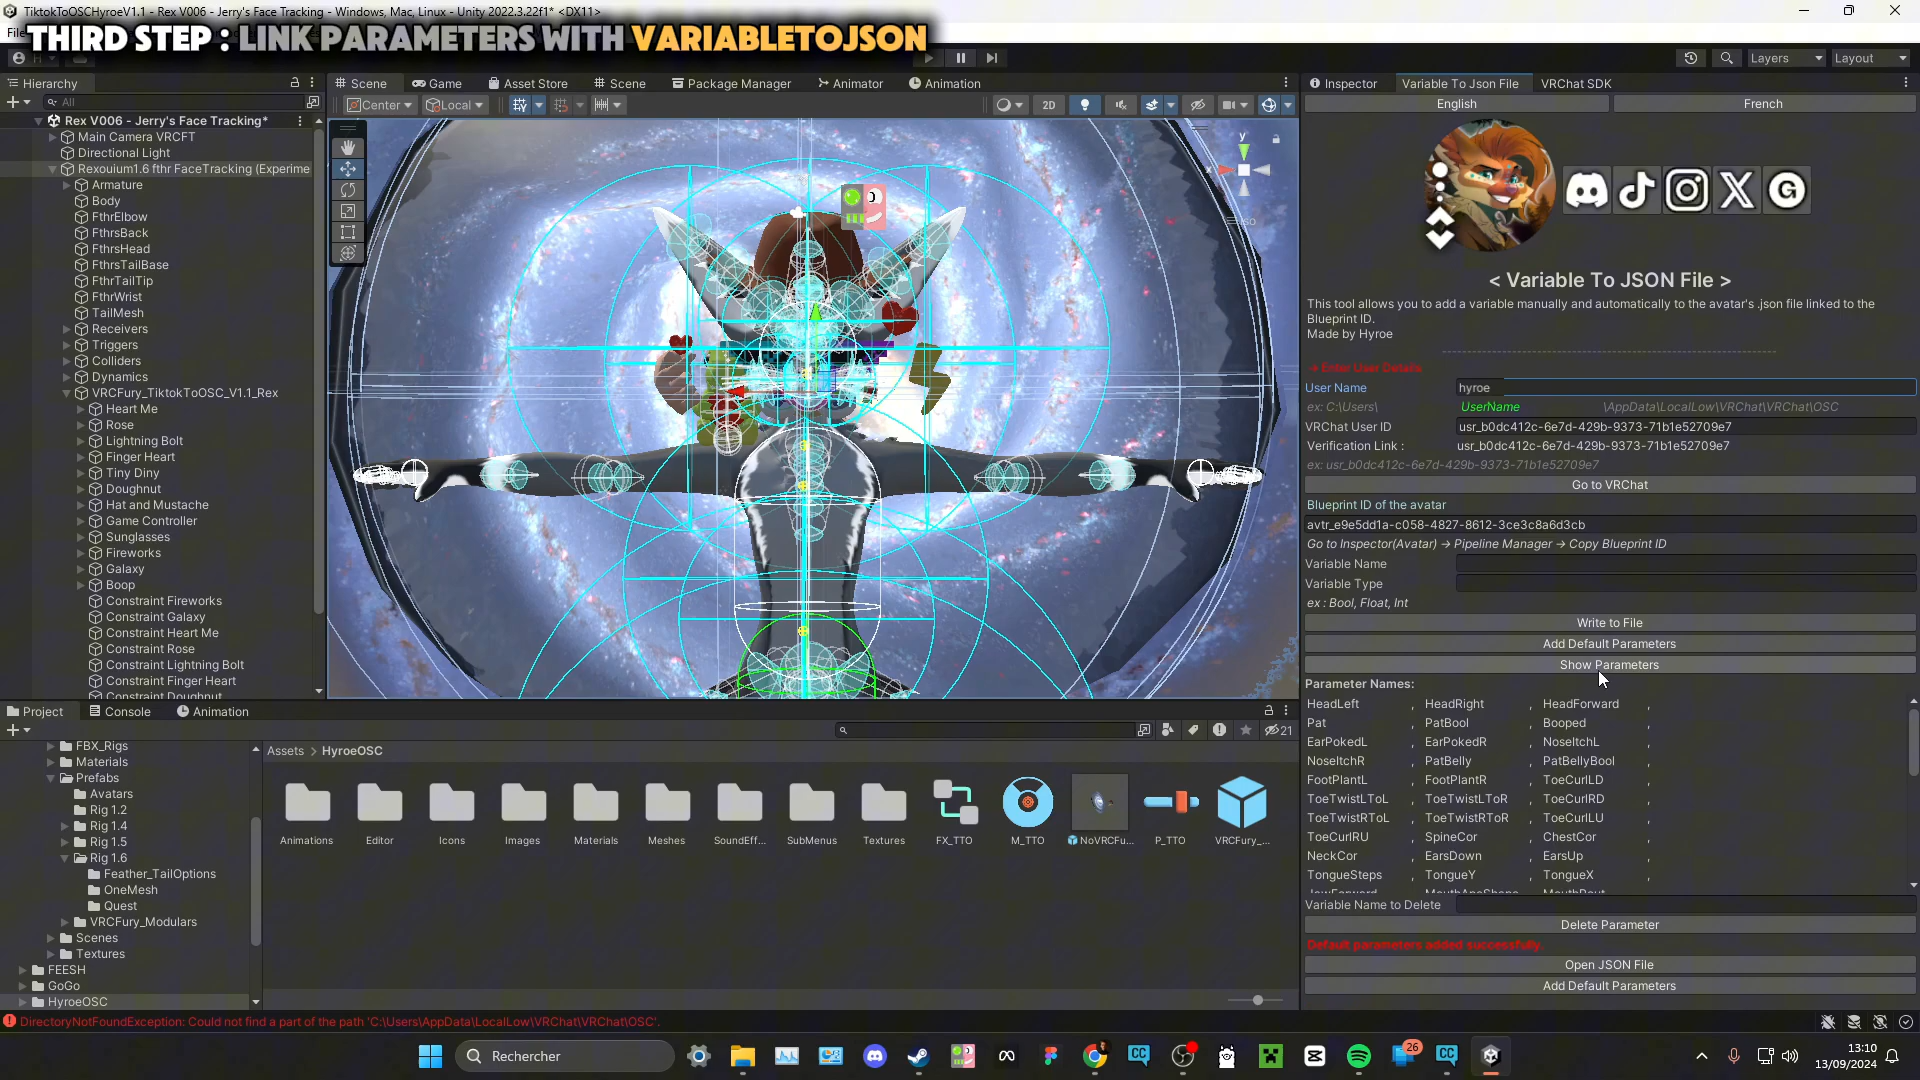 TiktokToOSCHyroeV1.1 - Rex V006 - Jerry's Face Tracking - Windows, Mac, Linux - Unity 2022.3.22f1* <DX11>
THIRD STEP : LINK PARAMETERS WITH VARIABLETOJSON
Layers
Layout
Hierarchy
Scene
Game
Asset Store
Scene
Package Manager
Animator
Animation
Inspector
Variable To Json File
VRChat SDK
All
Center
Local
2D
English
French
Rex V006 - Jerry's Face Tracking*
Main Camera VRCFT
Directional Light
Rexouium1.6 fthr FaceTracking (Experime
Armature
Body
FthrElbow
FthrsBack
FthrsHead
FthrsTailBase
FthrTailTip
FthrWrist
TailMesh
Receivers
Triggers
Colliders
Dynamics
VRCFury_TiktokToOSC_V1.1_Rex
Heart Me
Rose
Lightning Bolt
Finger Heart
Tiny Diny
Doughnut
Hat and Mustache
Game Controller
Sunglasses
Fireworks
Galaxy
Boop
Constraint Fireworks
Constraint Galaxy
Constraint Heart Me
Constraint Rose
Constraint Lightning Bolt
Constraint Finger Heart
Constraint Doughnut
y
x
Iso
< Variable To JSON File >
This tool allows you to add a variable manually and automatically to the avatar's .json file linked to the
Blueprint ID.
Made by Hyroe
→ Enter User Details
User Name hyroe
ex: C:\Users\ UserName \AppData\LocalLow\VRChat\VRChat\OSC
VRChat User ID usr_b0dc412c-6e7d-429b-9373-71b1e52709e7
Verification Link : usr_b0dc412c-6e7d-429b-9373-71b1e52709e7
ex: usr_b0dc412c-6e7d-429b-9373-71b1e52709e7
Go to VRChat
Blueprint ID of the avatar
avtr_e9e5dd1a-c058-4827-8612-3ce3c8a6d3cb
Go to Inspector(Avatar) → Pipeline Manager → Copy Blueprint ID
Variable Name
Variable Type
ex : Bool, Float, Int
Write to File
Add Default Parameters
Show Parameters
Parameter Names:
HeadLeft , HeadRight , HeadForward ,
Pat , PatBool , Booped ,
EarPokedL , EarPokedR , NoseItchL ,
NoseItchR , PatBelly , PatBellyBool ,
FootPlantL , FootPlantR , ToeCurlLD ,
ToeTwistLToL , ToeTwistLToR , ToeCurlRD ,
ToeTwistRToL , ToeTwistRToR , ToeCurlLU ,
ToeCurlRU , SpineCor , ChestCor ,
NeckCor , EarsDown , EarsUp ,
TongueSteps , TongueY , TongueX ,
JawForward , MouthApeShape , MouthPout ,
Variable Name to Delete
Delete Parameter
Default parameters added successfully.
Open JSON File
Add Default Parameters
Project
Console
Animation
21
FBX_Rigs
Materials
Prefabs
Avatars
Rig 1.2
Rig 1.4
Rig 1.5
Rig 1.6
Feather_TailOptions
OneMesh
Quest
VRCFury_Modulars
Scenes
Textures
FEESH
GoGo
HyroeOSC
Assets > HyroeOSC
Animations
Editor
Icons
Images
Materials
Meshes
SoundEff...
SubMenus
Textures
FX_TTO
M_TTO
NoVRCFu...
P_TTO
VRCFury_...
DirectoryNotFoundException: Could not find a part of the path 'C:\Users\AppData\LocalLow\VRChat\VRChat\OSC'.
Rechercher
CC
26
CC
13:10
13/09/2024